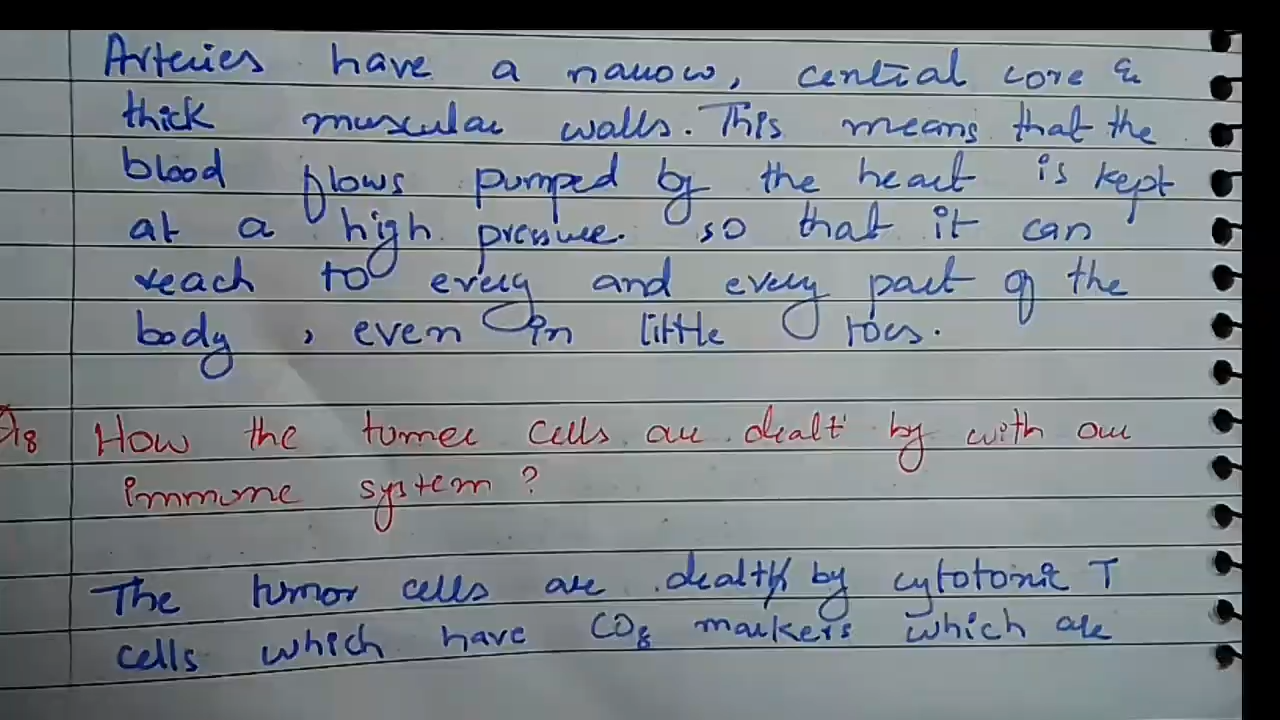 Arteries have a narrow, central core &
thick muscular walls. This means that the
blood flows pumped by the heart is kept
at a high pressure. so that it can
reach to every and every part of the
body, even in little toes.
Q18 How the tumer cells are dealt by with our
immune system?
The tumor cells are dealth by cytotonic T
cells which have CD8 markers which are